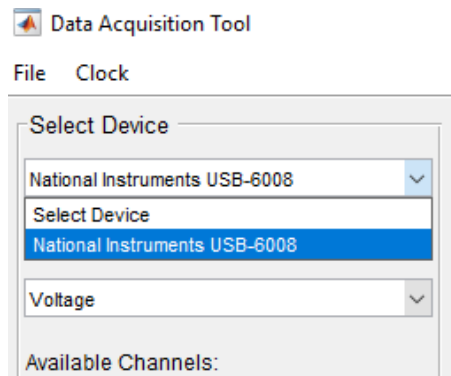 Data Acquisition Tool
File Clock
Select Device
National Instruments USB-6008
Select Device
National Instruments USB-6008
Voltage
Available Channels: